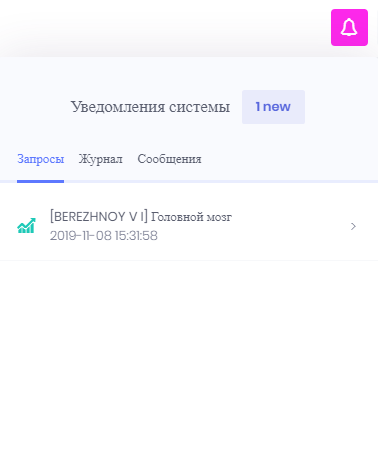 Уведомления системы 1 new
Запросы Журнал Сообщения
[BEREZHNOY V I] Головной мозг
2019-11-08 15:31:58